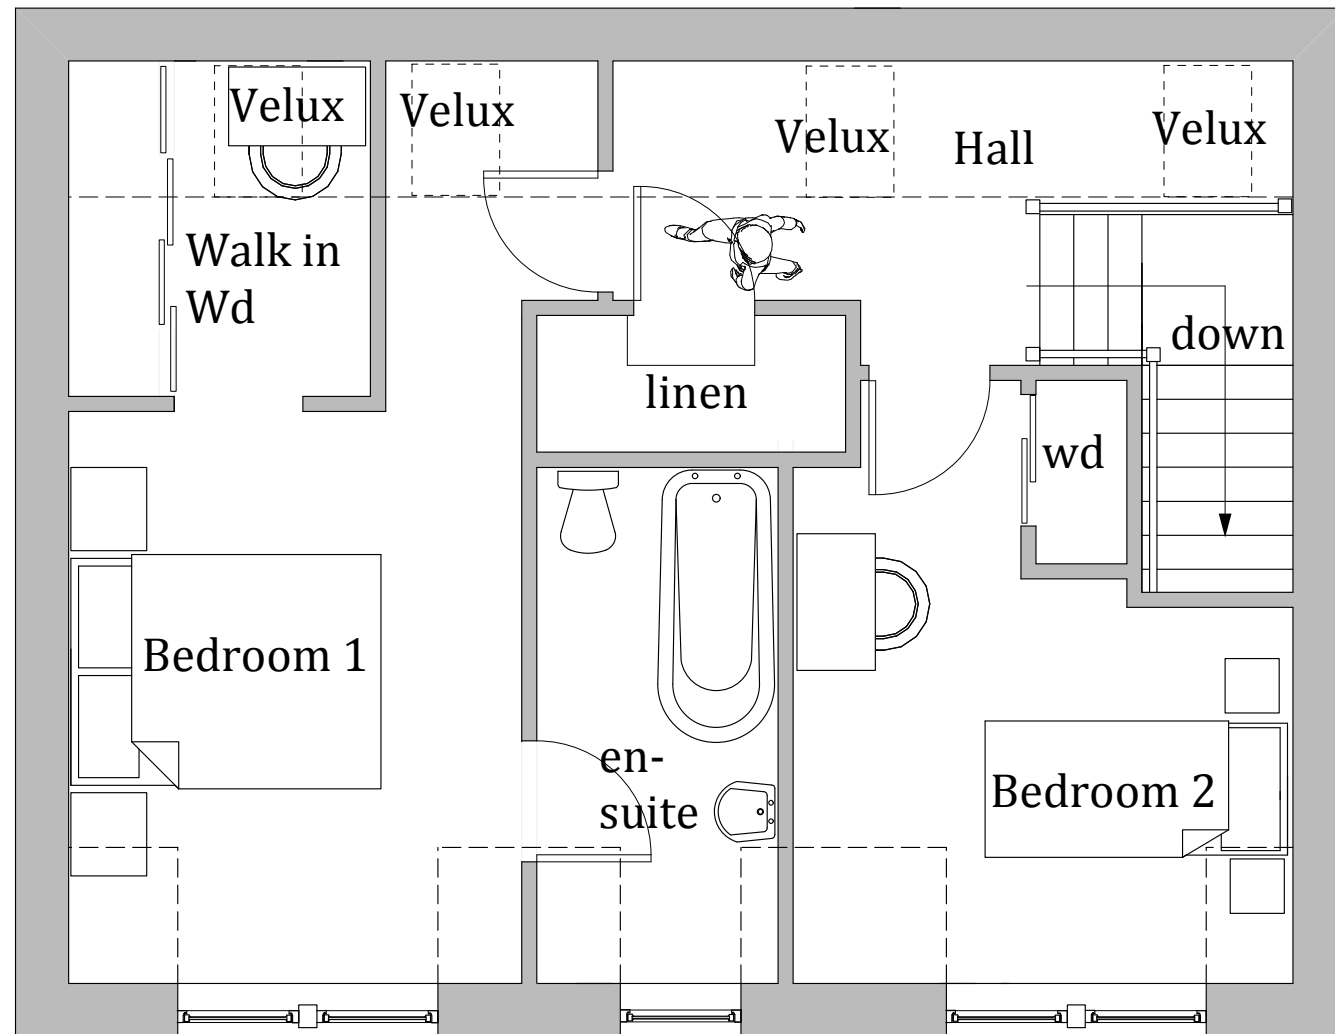 Velux
Velux
Velux
Hall
Velux
Walk in
Wd
down
linen
wd
Bedroom 1
en-
suite
Bedroom 2